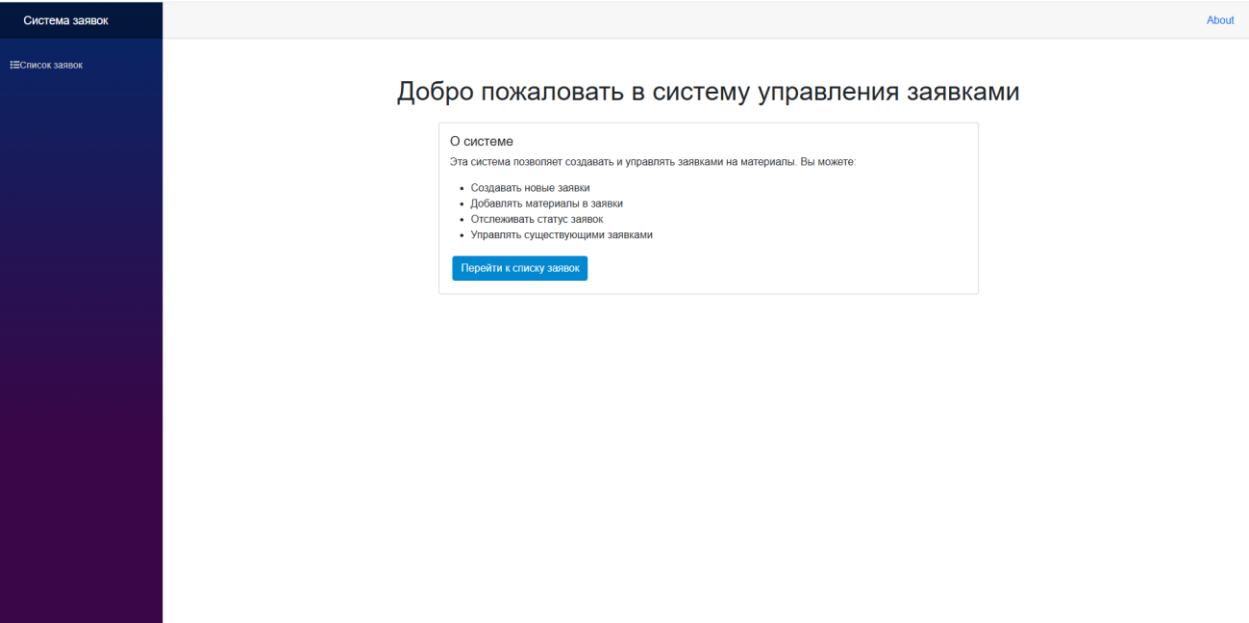 Система заявок
About
Список заявок
Добро пожаловать в систему управления заявками
О системе
Эта система позволяет создавать и управлять заявками на материалы. Вы можете:
Создавать новые заявки
Добавлять материалы в заявки
Отслеживать статус заявок
Управлять существующими заявками
Перейти к списку заявок